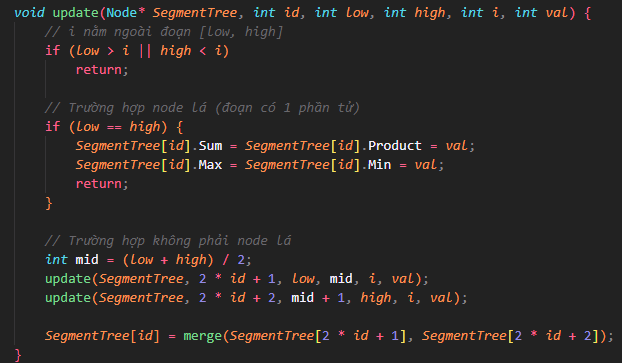 void update(Node* SegmentTree, int id, int low, int high, int i, int val) {
    // i nằm ngoài đoạn [low, high]
    if (low > i || high < i)
        return;

    // Trường hợp node lá (đoạn có 1 phần tử)
    if (low == high) {
        SegmentTree[id].Sum = SegmentTree[id].Product = val;
        SegmentTree[id].Max = SegmentTree[id].Min = val;
        return;
    }

    // Trường hợp không phải node lá
    int mid = (low + high) / 2;
    update(SegmentTree, 2 * id + 1, low, mid, i, val);
    update(SegmentTree, 2 * id + 2, mid + 1, high, i, val);

    SegmentTree[id] = merge(SegmentTree[2 * id + 1], SegmentTree[2 * id + 2]);
}